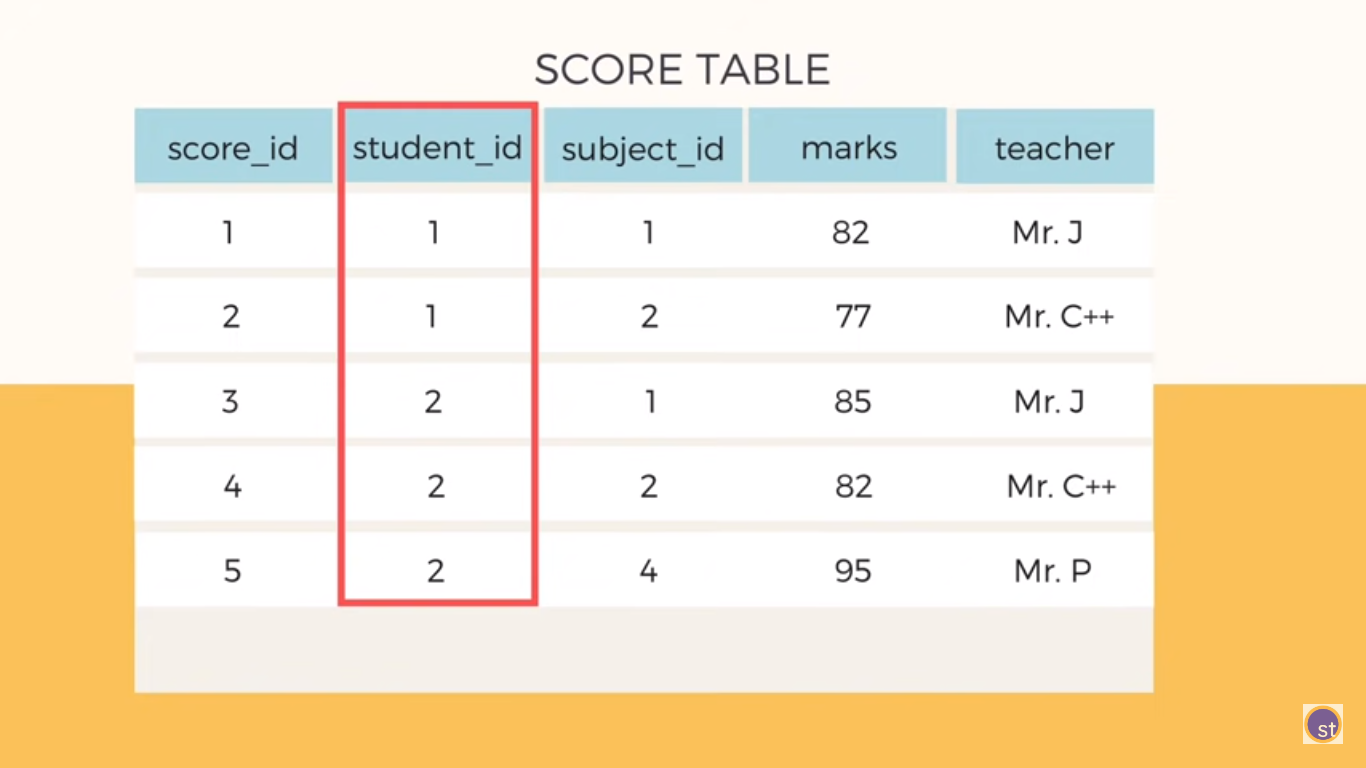 SCORE TABLE
score_id student_id subject_id marks teacher
1 1 1 82 Mr. J
2 1 2 77 Mr. C++
3 2 1 85 Mr. J
4 2 2 82 Mr. C++
5 2 4 95 Mr. P
st